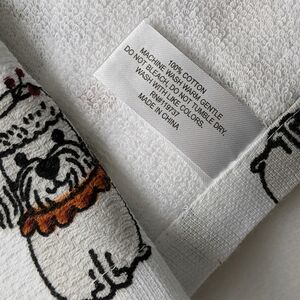 100% COTTON
MACHINE WASH WARM GENTLE
DO NOT BLEACH. DO NOT TUMBLE DRY.
WASH WITH LIKE COLORS.
RN#118737
MADE IN CHINA